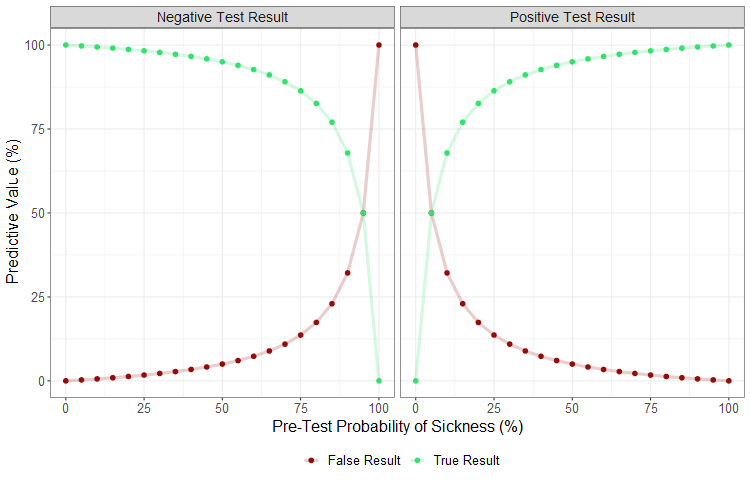 Negative Test Result
Positive Test Result
Predictive Value (%)
100
75
50
25
0
0 25 50 75 100
0 25 50 75 100
Pre-Test Probability of Sickness (%)
False Result
True Result